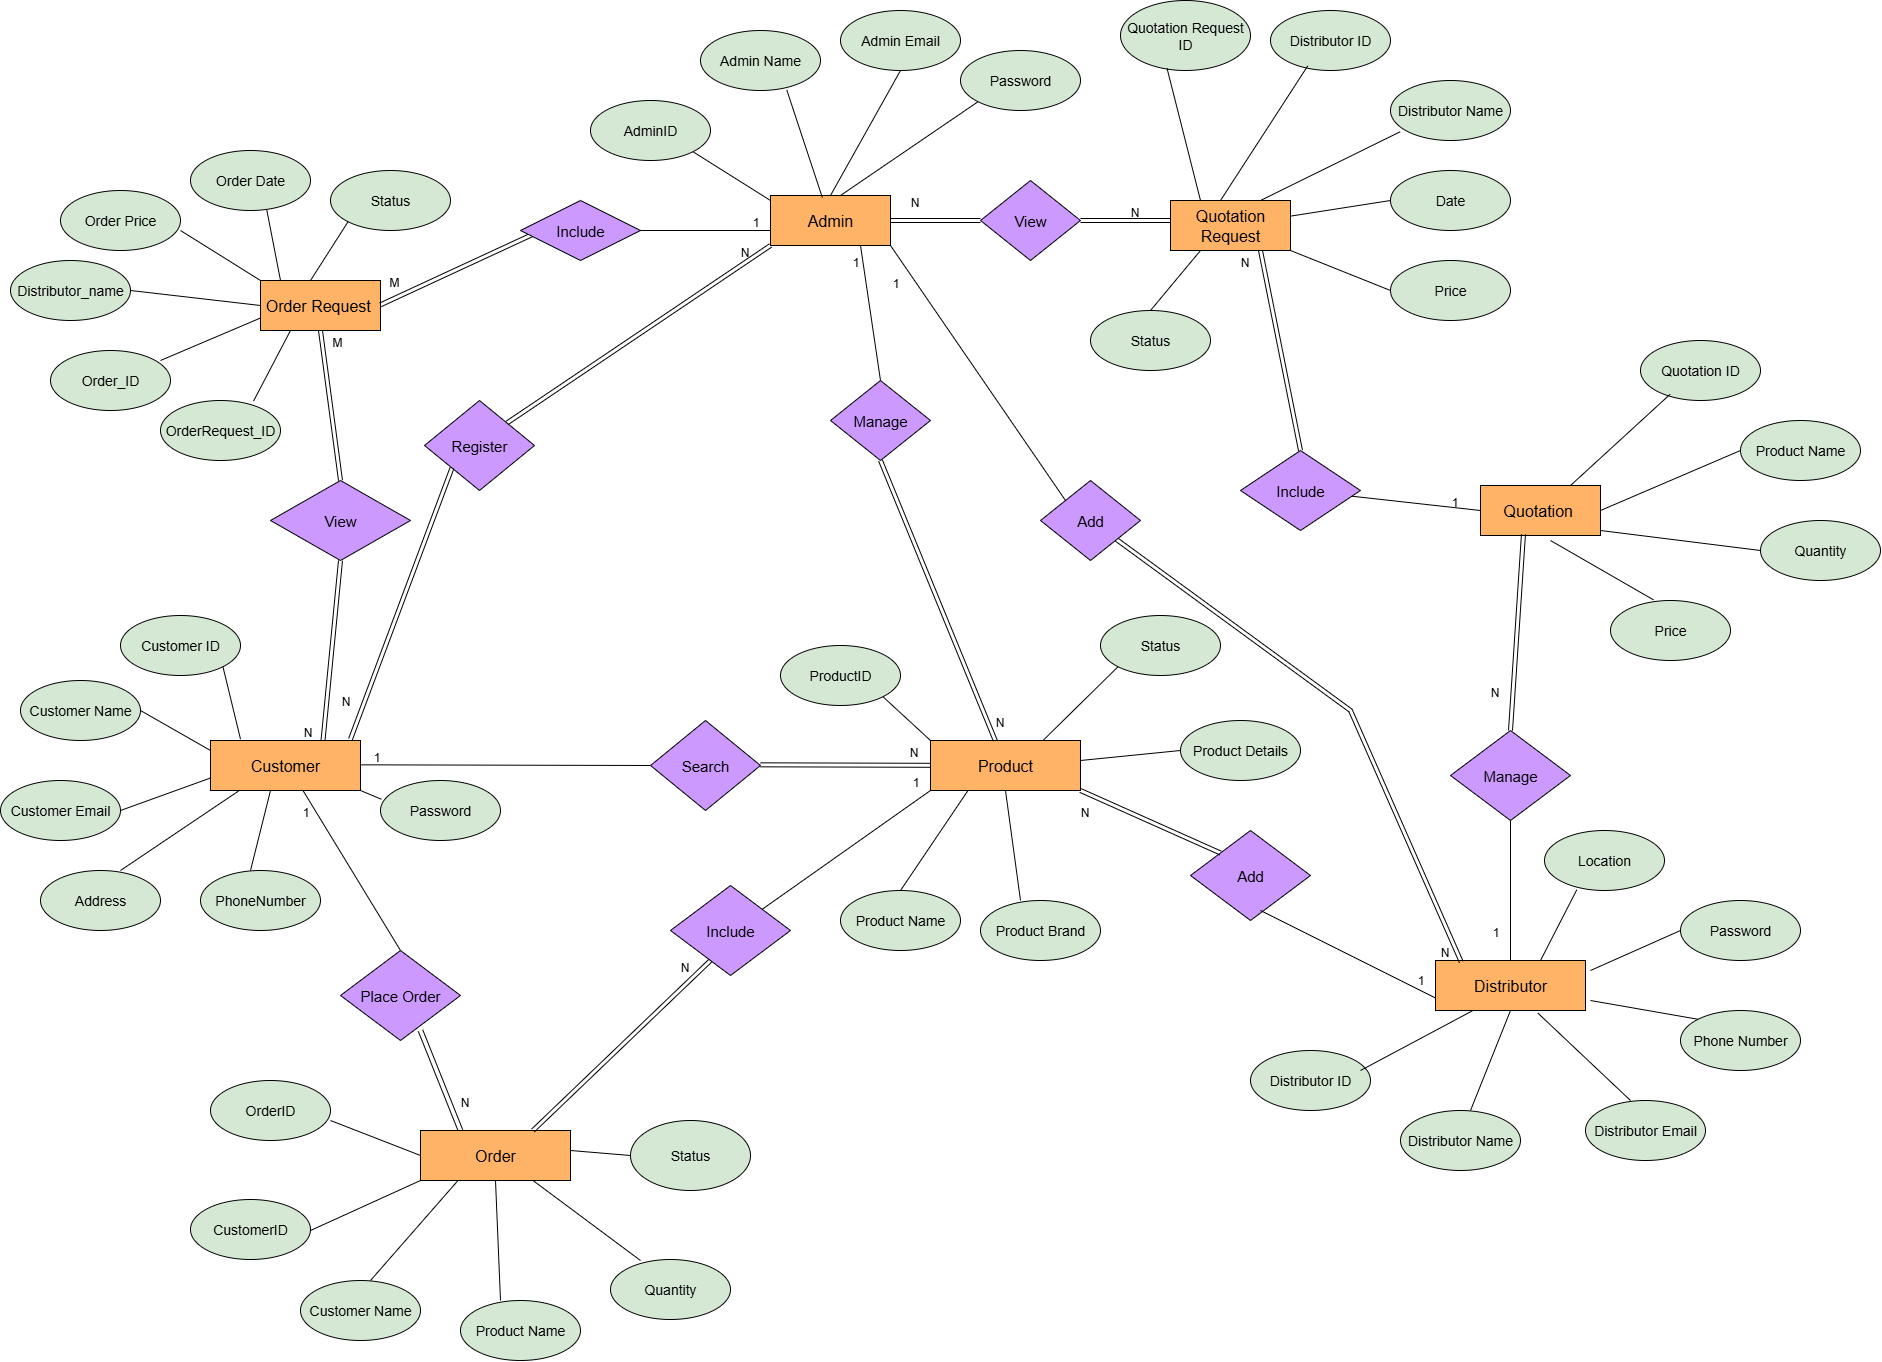 Quotation Request
ID
Distributor ID
Admin Email
Admin Name
Password
Distributor Name
AdminID
Order Date
Status
Order Price
Date
N
N
1
Admin
View
Quotation
Request
Include
N
1
1
N
M
Distributor_name
Order Request
Price
M
Status
Order_ID
OrderRequest_ID
Quotation ID
Register
Manage
Product Name
View
Add
Include
1
Quotation
Quantity
Price
Customer ID
ProductID
Status
Customer Name
N
N
N
N
Customer
1
Search
N
Product
Product Details
Manage
1
N
1
N
Customer Email
Password
Location
Address
PhoneNumber
Add
Product Name
Product Brand
Include
N
Password
1
N
1
Place Order
Distributor
Phone Number
Distributor ID
N
OrderID
Distributor Name
Distributor Email
Order
Status
CustomerID
Quantity
Customer Name
Product Name